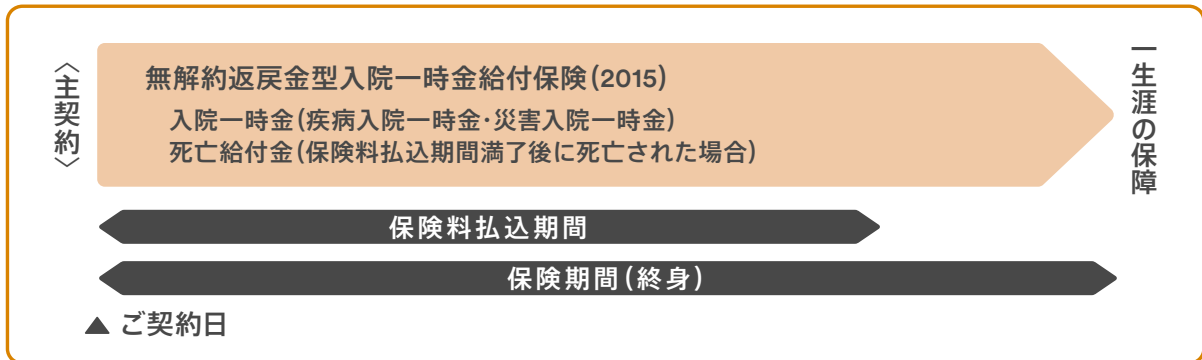 〈主契約〉
無解約返戻金型入院一時金給付保険(2015)
入院一時金(疾病入院一時金・災害入院一時金)
死亡給付金(保険料払込期間満了後に死亡された場合)
一生涯の保障
保険料払込期間
保険期間(終身)
▲ ご契約日